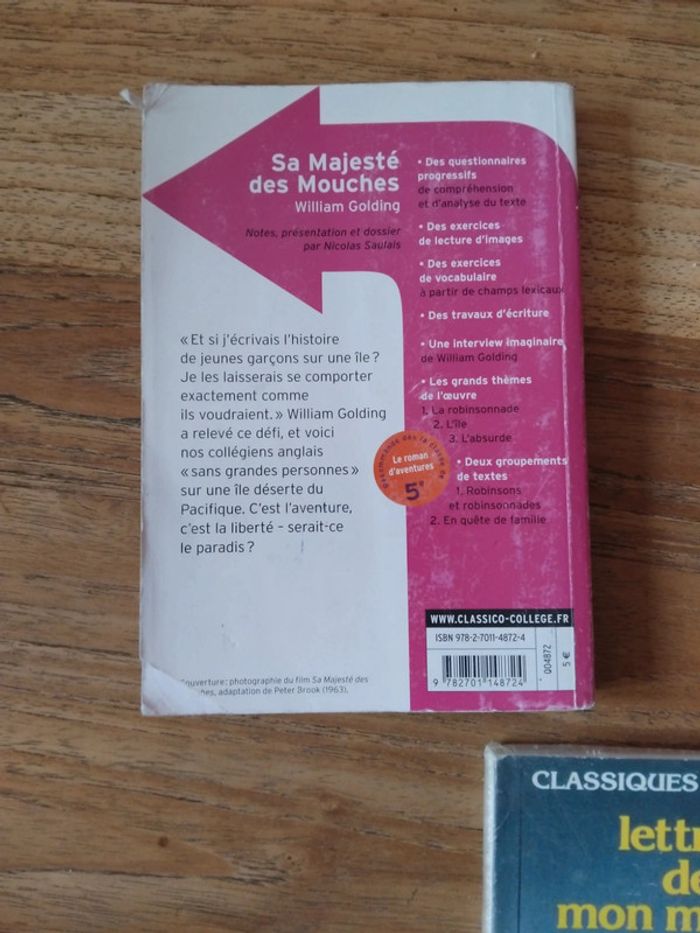 Sa Majesté
des Mouches
William Golding
Notes, présentation et dossier
par Nicolas Saulais
« Et si j'écrivais l'histoire
de jeunes garçons sur une île ?
Je les laisserais se comporter
exactement comme
ils voudraient. » William Golding
a relevé ce défi, et voici
nos collégiens anglais
« sans grandes personnes »
sur une île déserte du
Pacifique. C'est l'aventure,
c'est la liberté – serait-ce
le paradis ?
• Des questionnaires
progressifs
de compréhension
et d'analyse du texte
• Des exercices
de lecture d'images
• Des exercices
de vocabulaire
à partir de champs lexicaux
• Des travaux d'écriture
• Une interview imaginaire
de William Golding
• Les grands thèmes
de l'œuvre
1. La robinsonnade
2. L'île
3. L'absurde
• Deux groupements
de textes
1. Robinsons
et robinsonnades
2. En quête de famille
Recommandé dès la classe de
Le roman
d'aventures
5e
WWW.CLASSICO-COLLEGE.FR
ISBN 978-2-7011-4872-4
9 782701 148724
004872
5 €
ouverture : photographie du film Sa Majesté des
ches, adaptation de Peter Brook (1963).
CLASSIQUES
lettr
de
mon m